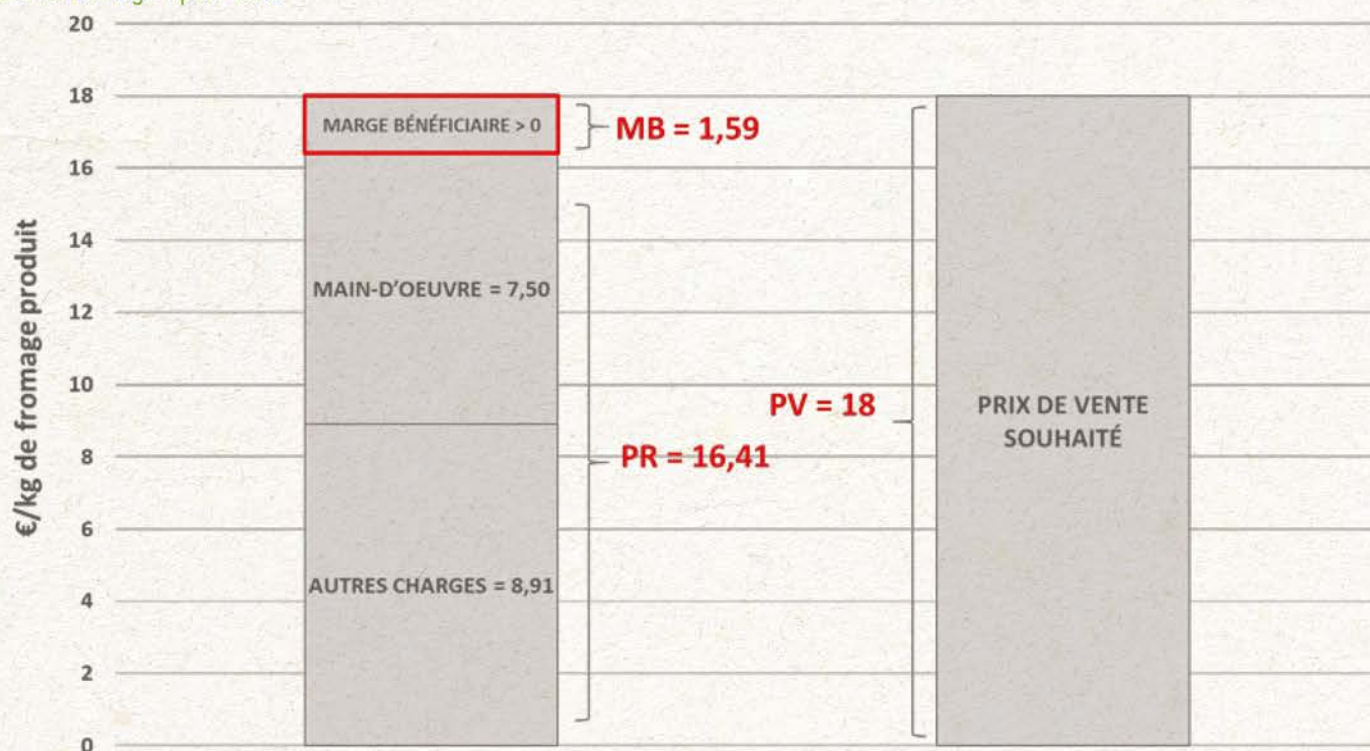 20
18
16
14
12
10
8
6
4
2
0
€/kg de fromage produit
MARGE BÉNÉFICIAIRE > 0
MB = 1,59
MAIN-D'OEUVRE = 7,50
PV = 18
PR = 16,41
AUTRES CHARGES = 8,91
PRIX DE VENTE
SOUHAITÉ